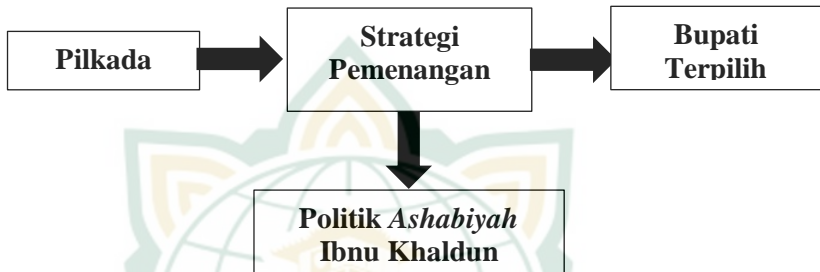 Pilkada
Strategi
Pemenangan
Bupati
Terpilih
Politik Ashabiyah
Ibnu Khaldun